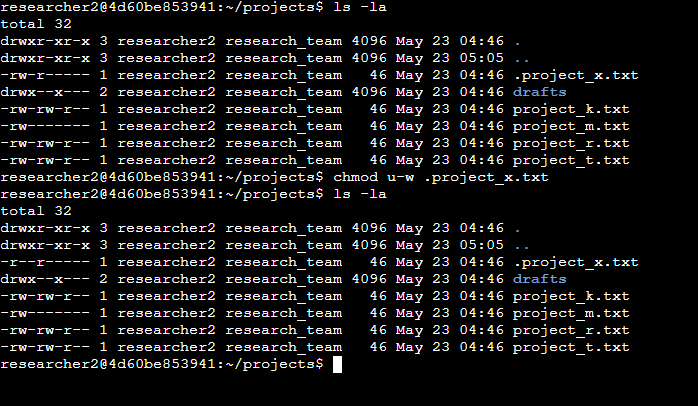 researcher2@4d60be853941:~/projects$ ls -la
total 32
drwxr-xr-x 3 researcher2 research_team 4096 May 23 04:46 .
drwxr-xr-x 3 researcher2 research_team 4096 May 23 05:05 ..
-rw-r----- 1 researcher2 research_team   46 May 23 04:46 .project_x.txt
drwx--x--- 2 researcher2 research_team 4096 May 23 04:46 drafts
-rw-rw-r-- 1 researcher2 research_team   46 May 23 04:46 project_k.txt
-rw------- 1 researcher2 research_team   46 May 23 04:46 project_m.txt
-rw-rw-r-- 1 researcher2 research_team   46 May 23 04:46 project_r.txt
-rw-rw-r-- 1 researcher2 research_team   46 May 23 04:46 project_t.txt
researcher2@4d60be853941:~/projects$ chmod u-w .project_x.txt
researcher2@4d60be853941:~/projects$ ls -la
total 32
drwxr-xr-x 3 researcher2 research_team 4096 May 23 04:46 .
drwxr-xr-x 3 researcher2 research_team 4096 May 23 05:05 ..
-r--r----- 1 researcher2 research_team   46 May 23 04:46 .project_x.txt
drwx--x--- 2 researcher2 research_team 4096 May 23 04:46 drafts
-rw-rw-r-- 1 researcher2 research_team   46 May 23 04:46 project_k.txt
-rw------- 1 researcher2 research_team   46 May 23 04:46 project_m.txt
-rw-rw-r-- 1 researcher2 research_team   46 May 23 04:46 project_r.txt
-rw-rw-r-- 1 researcher2 research_team   46 May 23 04:46 project_t.txt
researcher2@4d60be853941:~/projects$